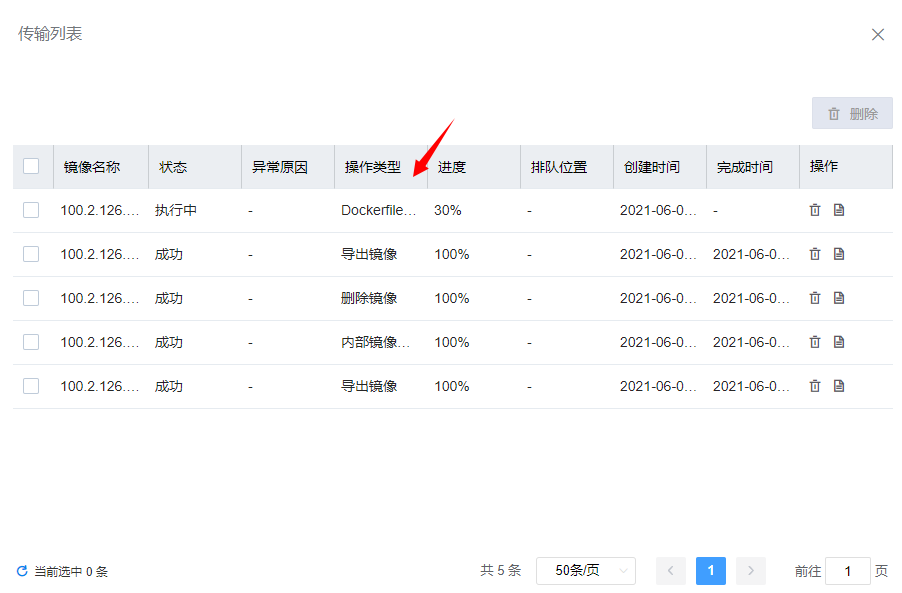 传输列表
删除
镜像名称 状态 异常原因 操作类型 进度 排队位置 创建时间 完成时间 操作
100.2.126.... 执行中 - Dockerfile... 30% - 2021-06-0... -
100.2.126.... 成功 - 导出镜像 100% - 2021-06-0... 2021-06-0...
100.2.126.... 成功 - 删除镜像 100% - 2021-06-0... 2021-06-0...
100.2.126.... 成功 - 内部镜像... 100% - 2021-06-0... 2021-06-0...
100.2.126.... 成功 - 导出镜像 100% - 2021-06-0... 2021-06-0...
当前选中 0 条 共 5 条 50条/页 1 前往 1 页